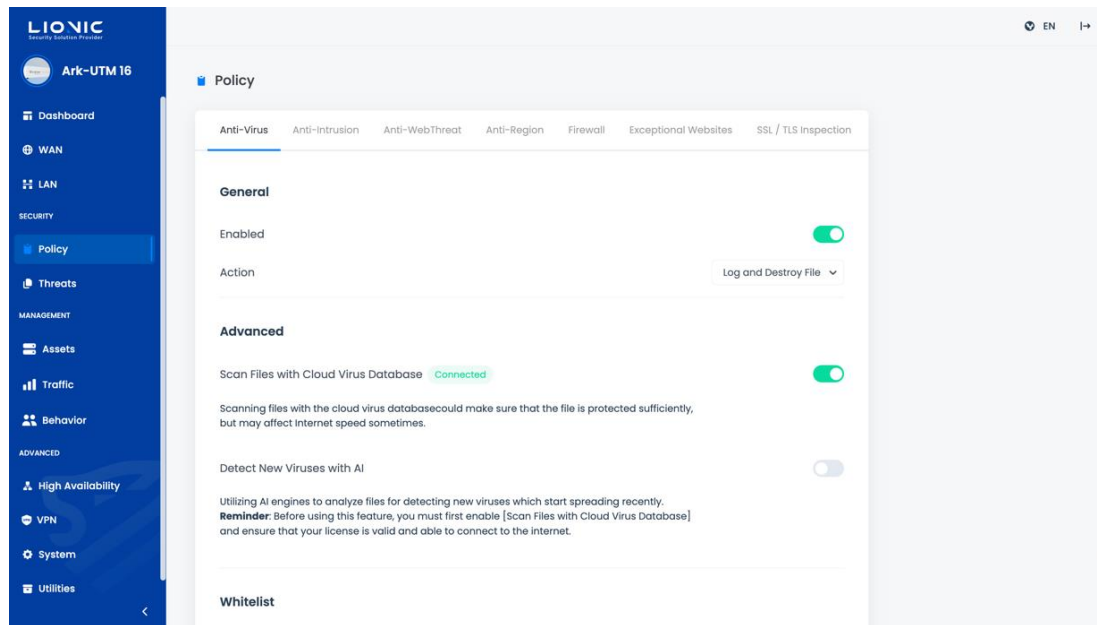 LIONIC
Security Solution Provider
EN
Ark-UTM 16
Policy
Dashboard
WAN
LAN
SECURITY
Policy
Threats
MANAGEMENT
Assets
Traffic
Behavior
ADVANCED
High Availability
VPN
System
Utilities
Anti-Virus Anti-Intrusion Anti-WebThreat Anti-Region Firewall Exceptional Websites SSL / TLS Inspection
General
Enabled
Action Log and Destroy File
Advanced
Scan Files with Cloud Virus Database Connected
Scanning files with the cloud virus databasecould make sure that the file is protected sufficiently,
but may affect Internet speed sometimes.
Detect New Viruses with AI
Utilizing AI engines to analyze files for detecting new viruses which start spreading recently.
Reminder: Before using this feature, you must first enable [Scan Files with Cloud Virus Database]
and ensure that your license is valid and able to connect to the internet.
Whitelist